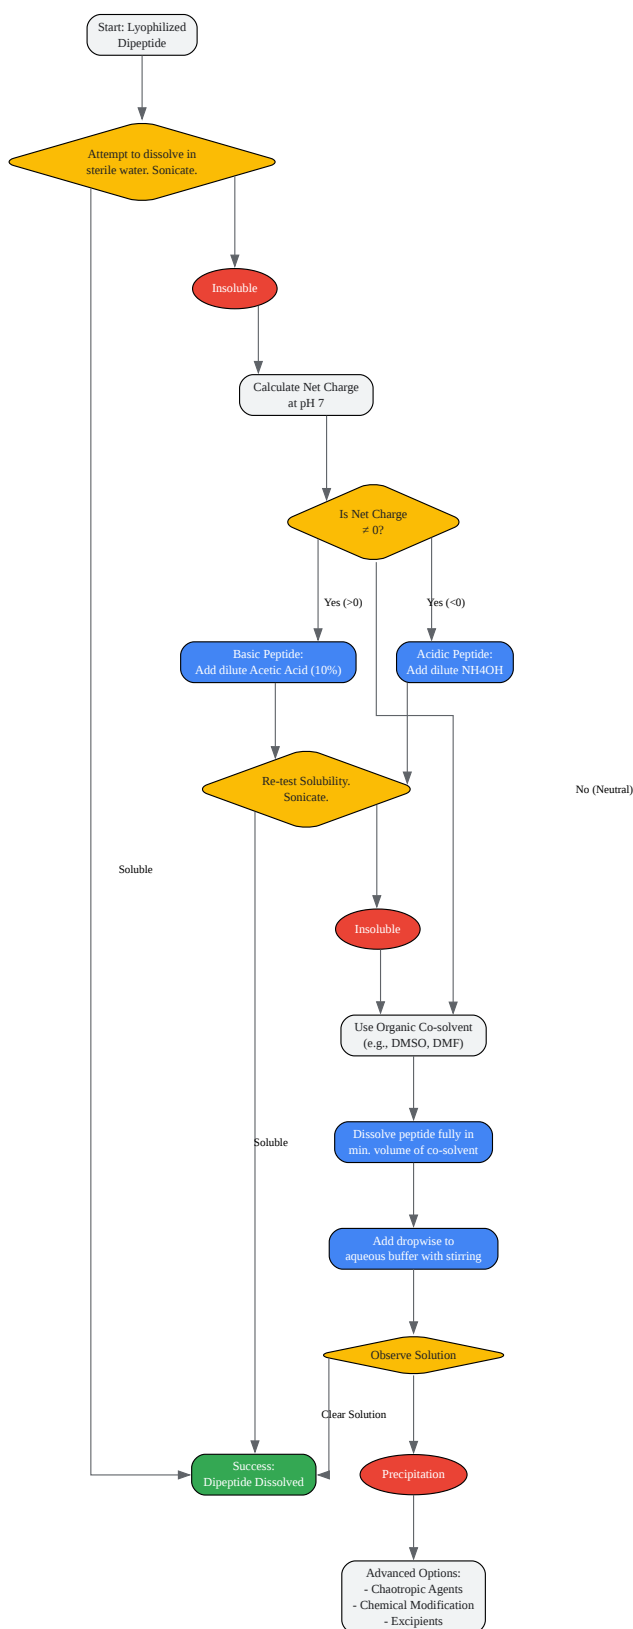 Start: Lyophilized
Dipeptide
Attempt to dissolve in
sterile water. Sonicate.
Insoluble
Calculate Net Charge
at pH 7
Is Net Charge
≠ 0?
Yes (>0)
Yes (<0)
Basic Peptide:
Add dilute Acetic Acid (10%)
Acidic Peptide:
Add dilute NH4OH
Re-test Solubility.
Sonicate.
No (Neutral)
Soluble
Insoluble
Use Organic Co-solvent
(e.g., DMSO, DMF)
Dissolve peptide fully in
min. volume of co-solvent
Soluble
Add dropwise to
aqueous buffer with stirring
Observe Solution
Clear Solution
Success:
Dipeptide Dissolved
Precipitation
Advanced Options:
- Chaotropic Agents
- Chemical Modification
- Excipients